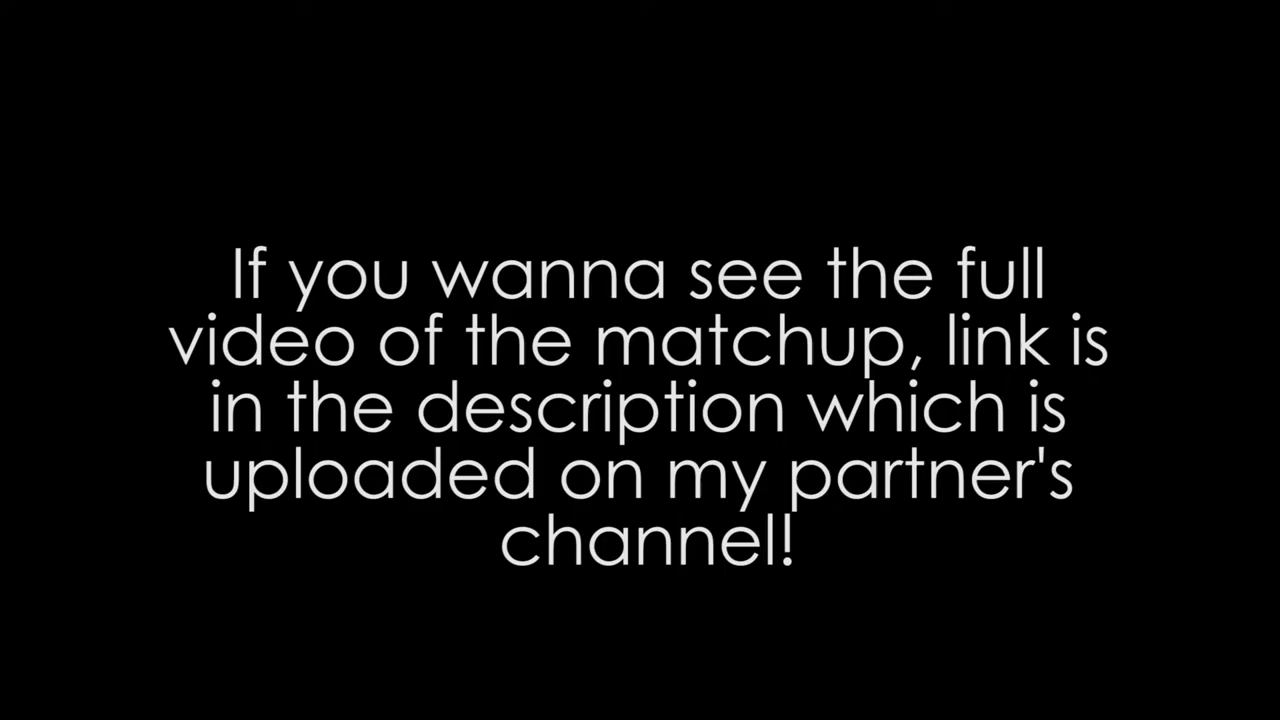 If you wanna see the full
video of the matchup, link is
in the description which is
uploaded on my partner's
channel!